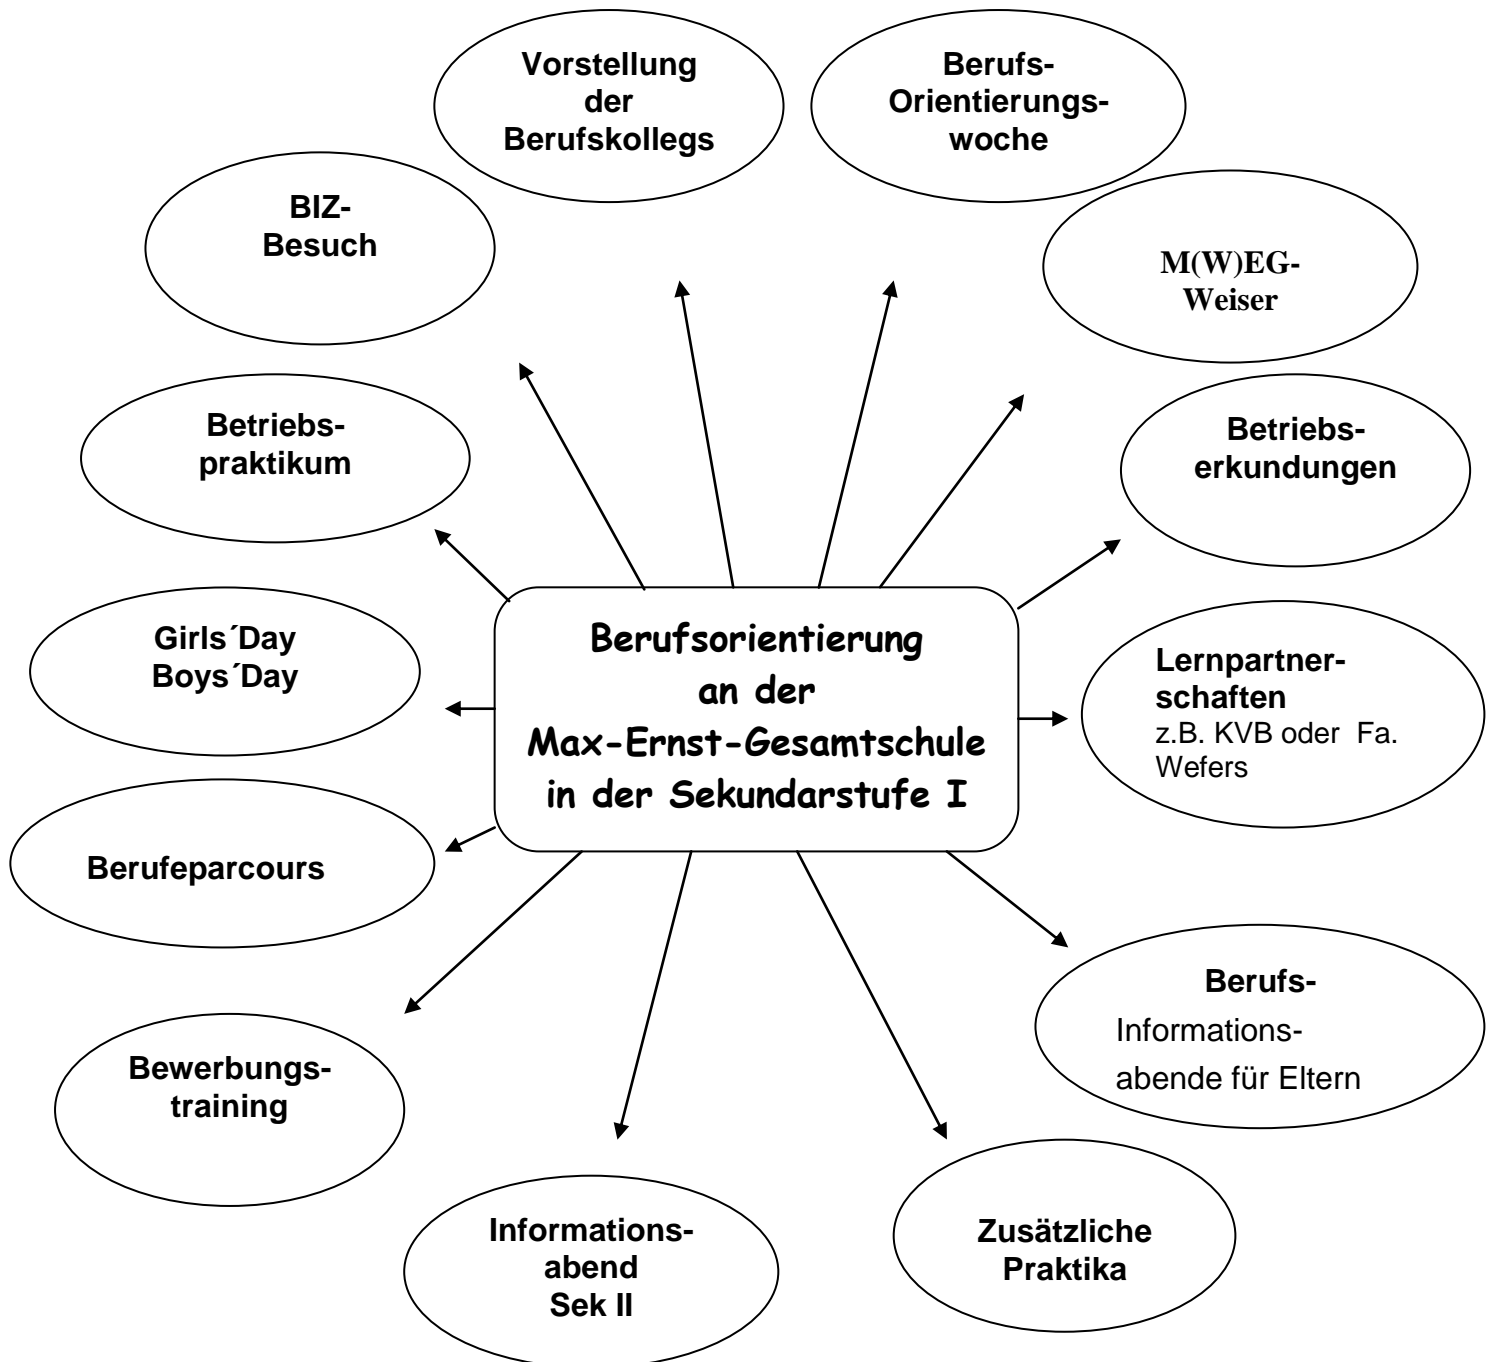 Vorstellung
der
Berufskollegs
Berufs-
Orientierungs-
woche
BIZ-
Besuch
M(W)EG-
Weiser
Betriebs-
praktikum
Betriebs-
erkundungen
Girls´Day
Boys´Day
Berufsorientierung
an der
Max-Ernst-Gesamtschule
in der Sekundarstufe I
Lernpartner-
schaften
z.B. KVB oder  Fa.
Wefers
Berufeparcours
Berufs-
Informations-
abende für Eltern
Bewerbungs-
training
Informations-
abend
Sek II
Zusätzliche
Praktika